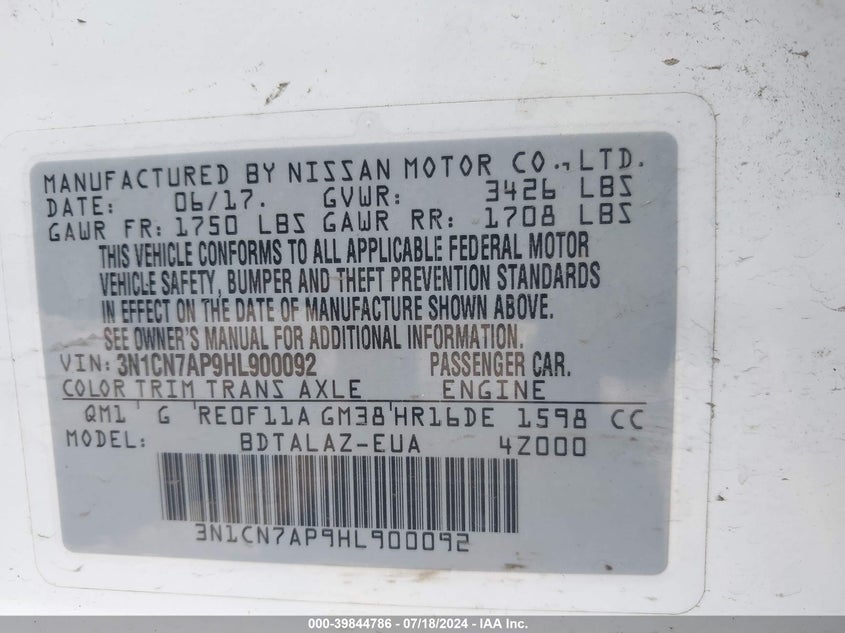 MANUFACTURED BY NISSAN MOTOR CO., LTD.
DATE: 06/17. GVWR: 3426 LBS
GAWR FR: 1750 LBS GAWR RR: 1708 LBS
THIS VEHICLE CONFORMS TO ALL APPLICABLE FEDERAL MOTOR
VEHICLE SAFETY, BUMPER AND THEFT PREVENTION STANDARDS
IN EFFECT ON THE DATE OF MANUFACTURE SHOWN ABOVE.
SEE OWNER'S MANUAL FOR ADDITIONAL INFORMATION.
VIN: 3N1CN7AP9HL900092 PASSENGER CAR.
COLOR TRIM TRANS AXLE ENGINE
QM1 G RE0F11A GM38 HR16DE 1598 CC
MODEL: BDTALAZ-EUA 4Z000
3N1CN7AP9HL900092
000-39844786 - 07/18/2024 - IAA Inc.